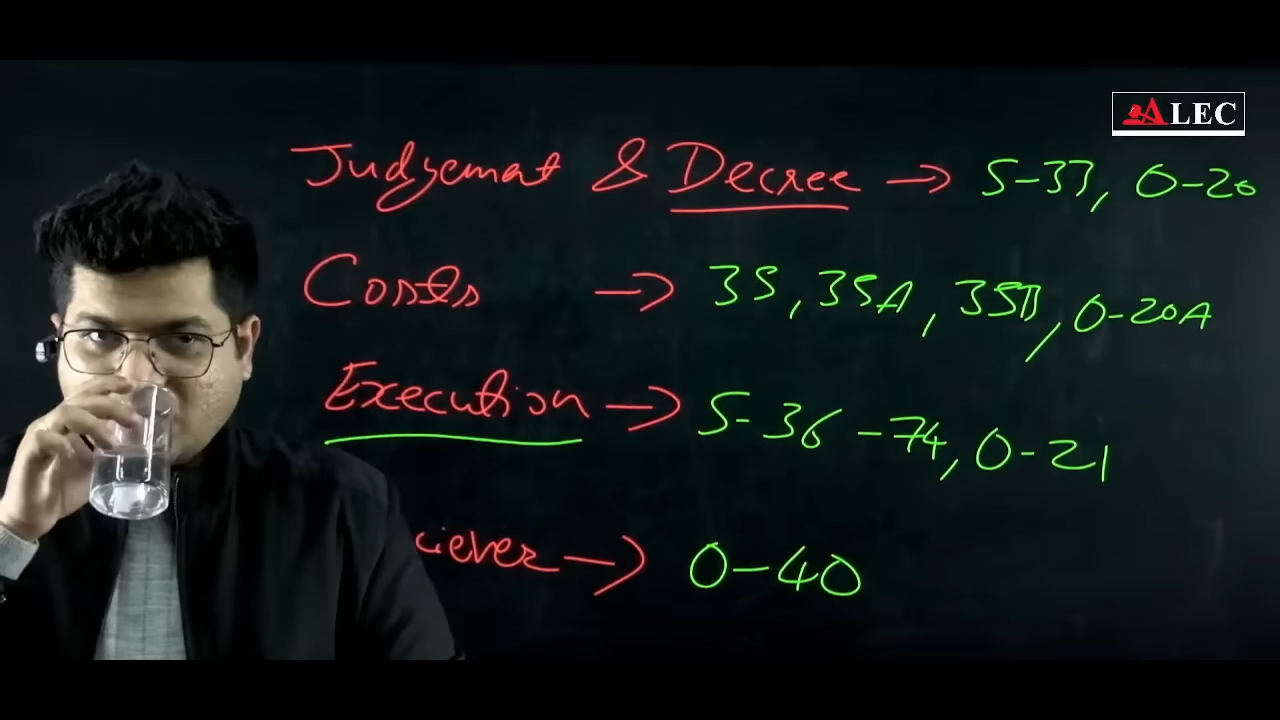 ALEC
Judgement & Decree → S-33, O-20
Costs → 35, 35A, 35B, O-20A
Execution → S-36-74, O-21
ciever → O-40